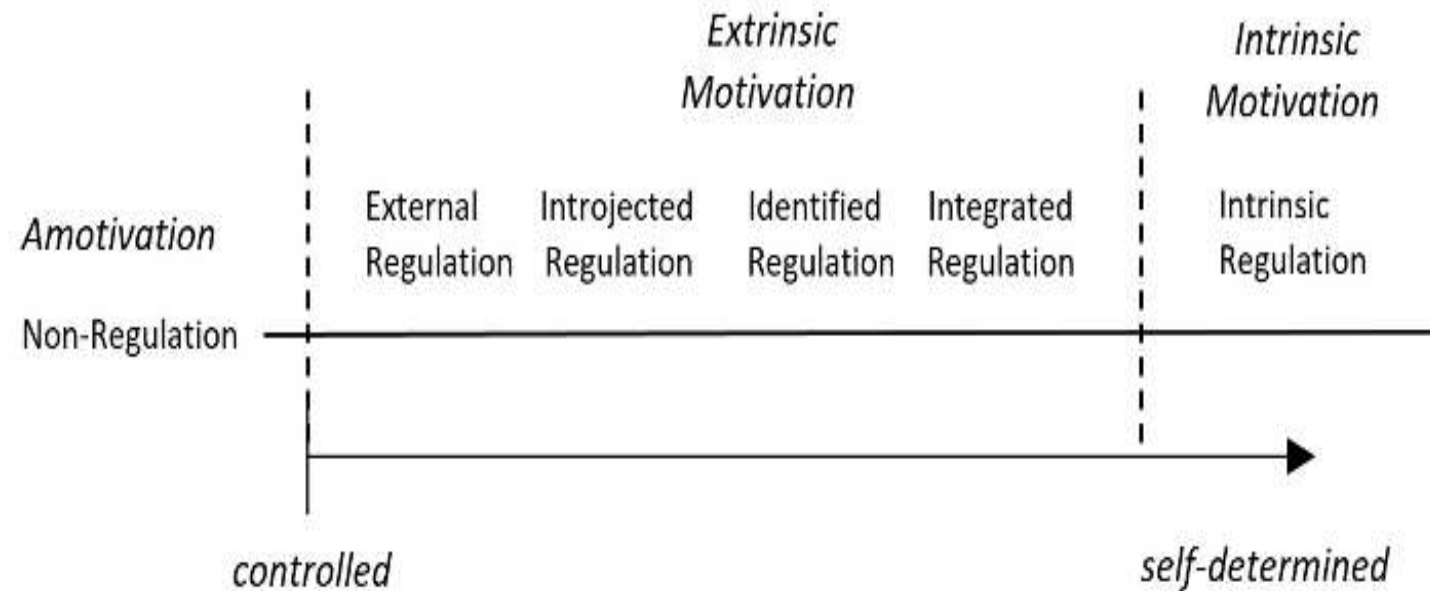 Extrinsic
Motivation
Intrinsic
Motivation
Amotivation
External
Regulation
Introjected
Regulation
Identified
Regulation
Integrated
Regulation
Intrinsic
Regulation
Non-Regulation
controlled
self-determined